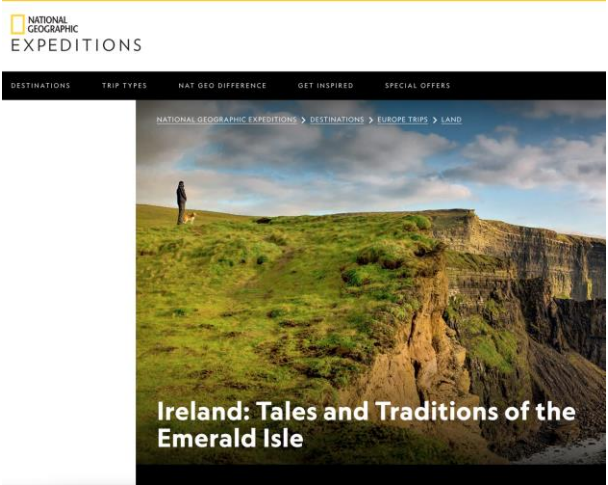 NATIONAL
GEOGRAPHIC
EXPEDITIONS
DESTINATIONS TRIP TYPES NAT GEO DIFFERENCE GET INSPIRED SPECIAL OFFERS
NATIONAL GEOGRAPHIC EXPEDITIONS > DESTINATIONS > EUROPE TRIPS > LAND
Ireland: Tales and Traditions of the
Emerald Isle